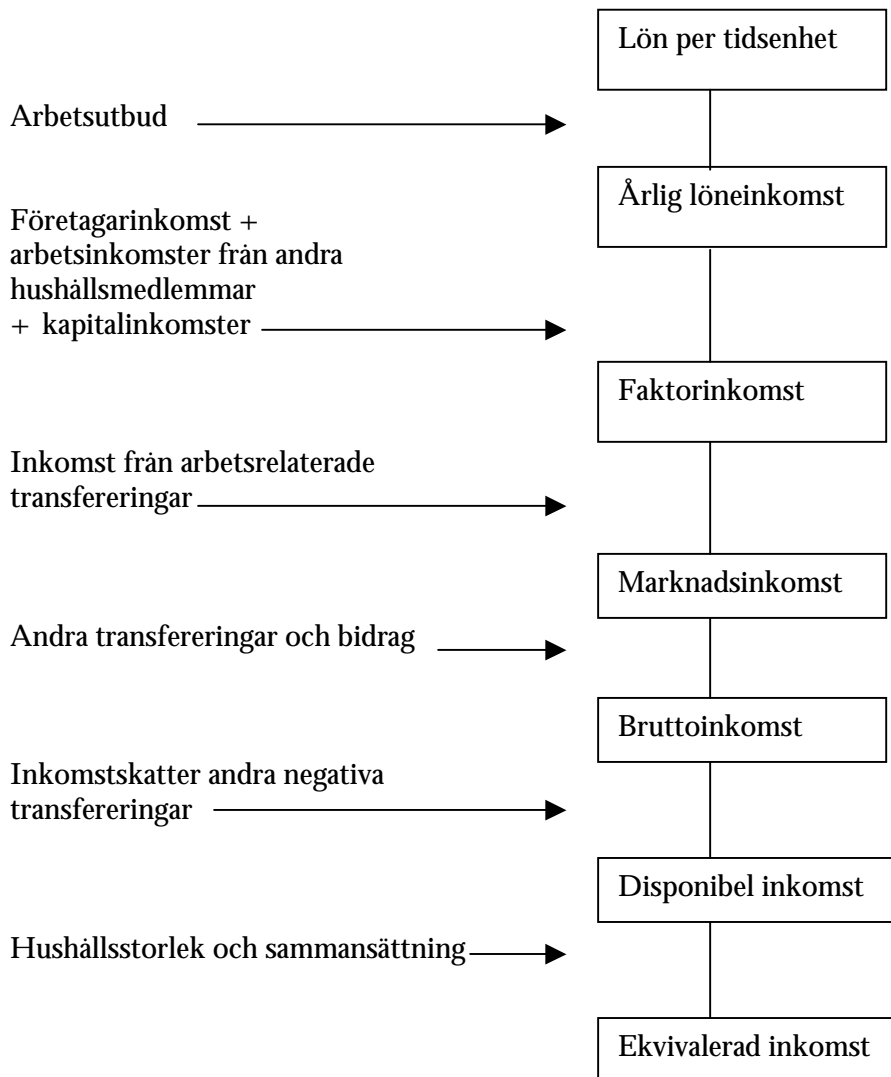 Lön per tidsenhet
Arbetsutbud
Årlig löneinkomst
Företagarinkomst +
arbetsinkomster från andra
hushållsmedlemmar
+ kapitalinkomster
Faktorinkomst
Inkomst från arbetsrelaterade
transfereringar
Marknadsinkomst
Andra transfereringar och bidrag
Bruttoinkomst
Inkomstskatter andra negativa
transfereringar
Disponibel inkomst
Hushållsstorlek och sammansättning
Ekvivalerad inkomst